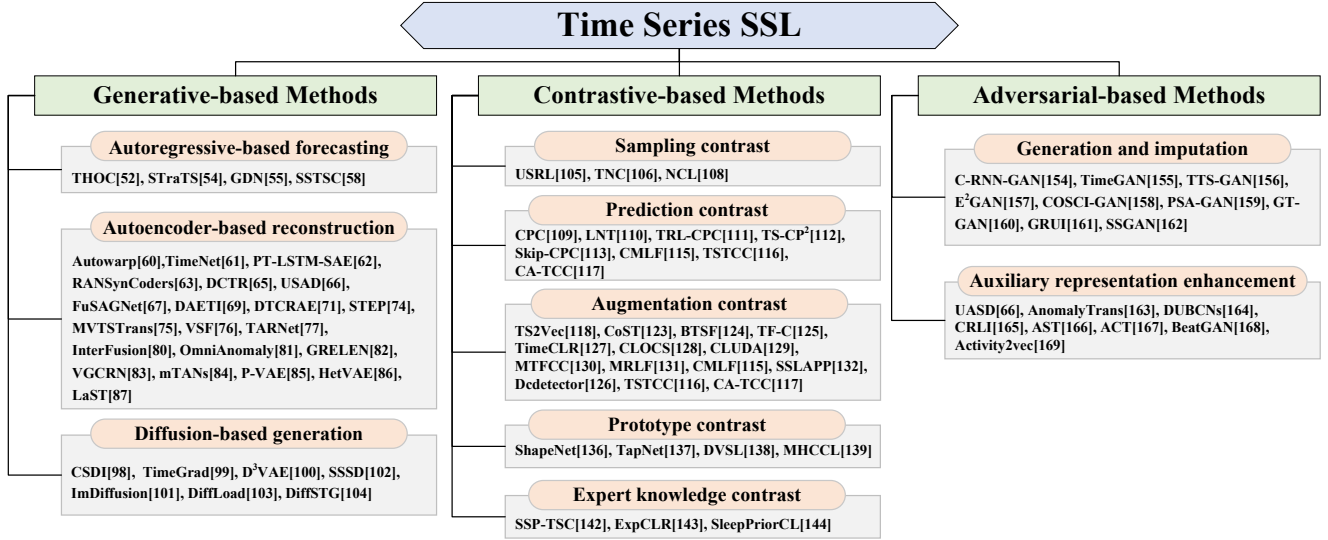 Time Series SSL
Generative-based Methods
Autoregressive-based forecasting
THOC[52], STraTS[54], GDN[55], SSTSC[58]
Autoencoder-based reconstruction
Autowarp[60],TimeNet[61], PT-LSTM-SAE[62],
RANSynCoders[63], DCTR[65], USAD[66],
FuSAGNet[67], DAETI[69], DTCRAE[71], STEP[74],
MVTSTrans[75], VSF[76], TARNet[77],
InterFusion[80], OmniAnomaly[81], GRELEN[82],
VGCRN[83], mTANs[84], P-VAE[85], HetVAE[86],
LaST[87]
Diffusion-based generation
CSDI[98], TimeGrad[99], D³VAE[100], SSSD[102],
ImDiffusion[101], DiffLoad[103], DiffSTG[104]
Contrastive-based Methods
Sampling contrast
USRL[105], TNC[106], NCL[108]
Prediction contrast
CPC[109], LNT[110], TRL-CPC[111], TS-CP²[112],
Skip-CPC[113], CMLF[115], TSTCC[116],
CA-TCC[117]
Augmentation contrast
TS2Vec[118], CoST[123], BTSF[124], TF-C[125],
TimeCLR[127], CLOCS[128], CLUDA[129],
MTFCC[130], MRLF[131], CMLF[115], SSLAPP[132],
Dcdetector[126], TSTCC[116], CA-TCC[117]
Prototype contrast
ShapeNet[136], TapNet[137], DVSL[138], MHCCL[139]
Expert knowledge contrast
SSP-TSC[142], ExpCLR[143], SleepPriorCL[144]
Adversarial-based Methods
Generation and imputation
C-RNN-GAN[154], TimeGAN[155], TTS-GAN[156],
E²GAN[157], COSCI-GAN[158], PSA-GAN[159], GT-
GAN[160], GRUI[161], SSGAN[162]
Auxiliary representation enhancement
UASD[66], AnomalyTrans[163], DUBCNs[164],
CRLI[165], AST[166], ACT[167], BeatGAN[168],
Activity2vec[169]